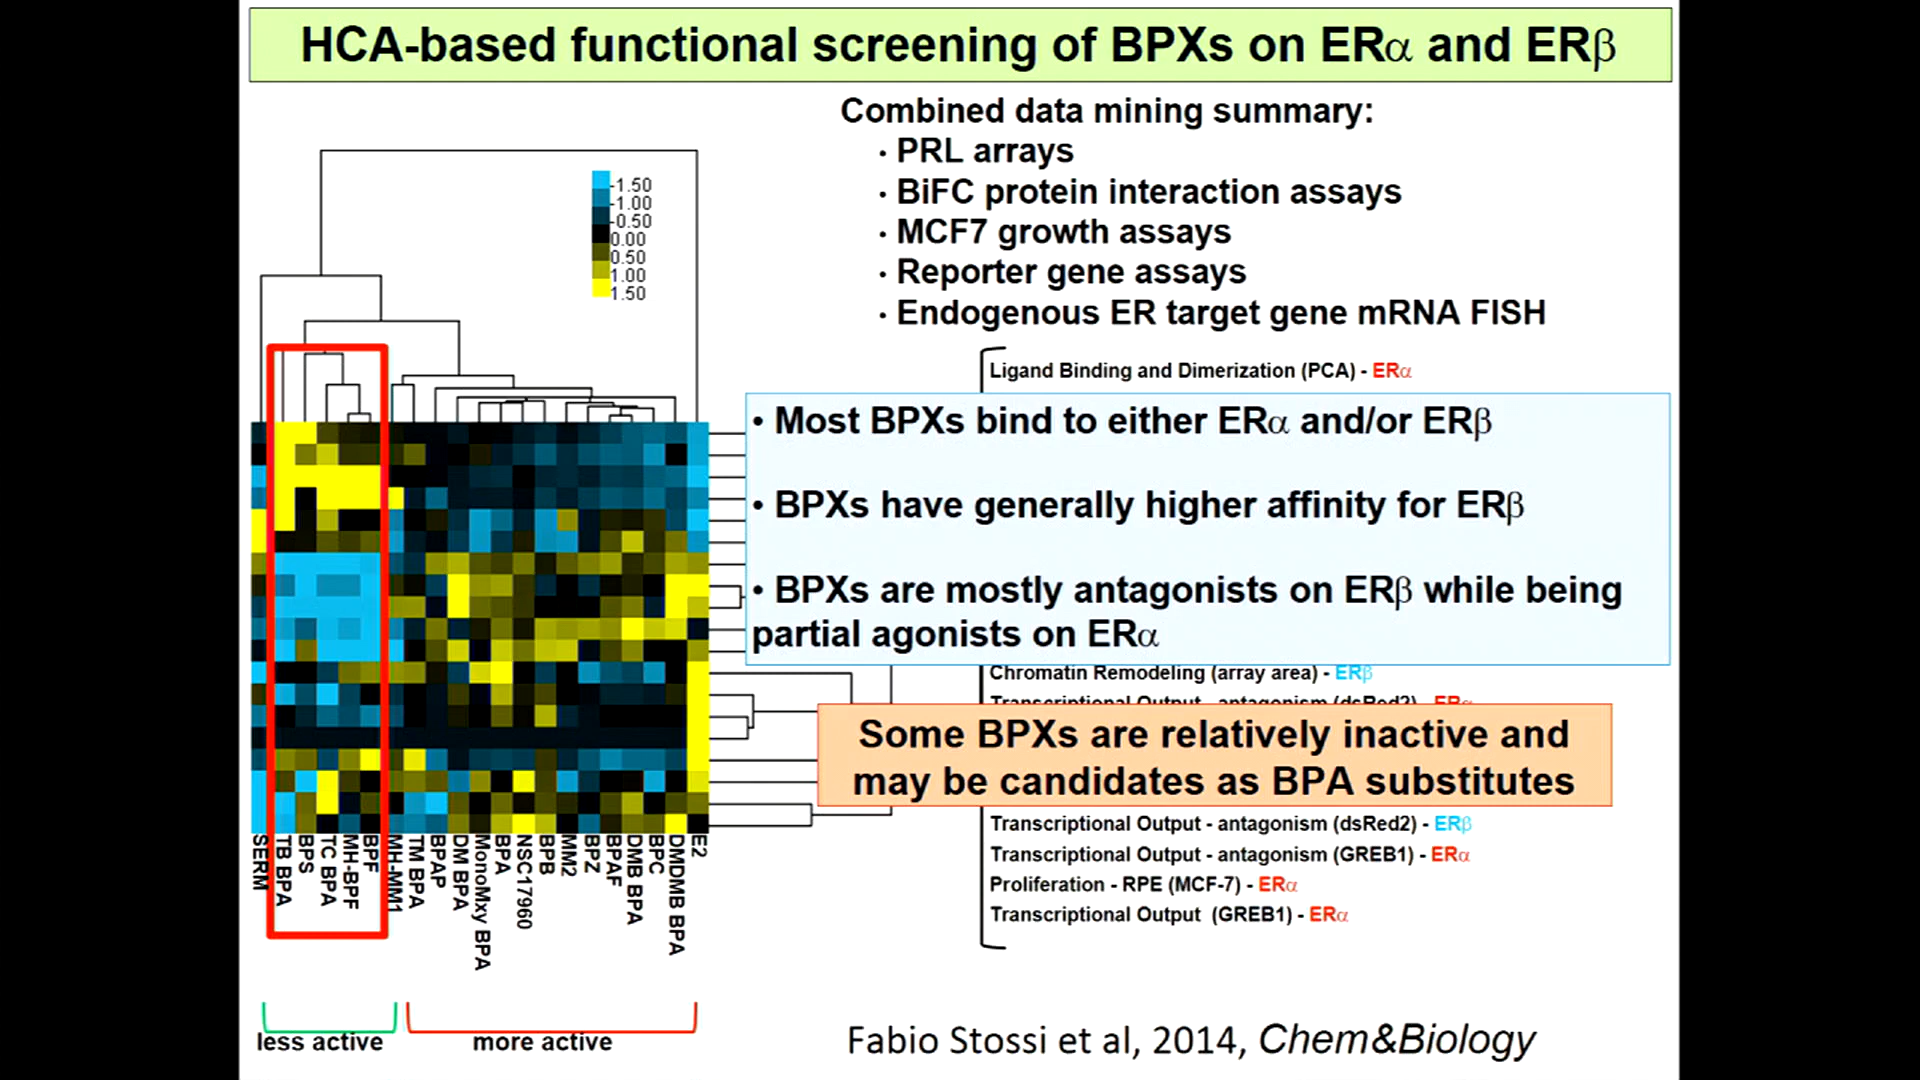 HCA-based functional screening of BPXs on ERα and ERβ
Combined data mining summary:
· PRL arrays
· BiFC protein interaction assays
· MCF7 growth assays
· Reporter gene assays
· Endogenous ER target gene mRNA FISH
-1.50
-1.00
-0.50
0.00
0.50
1.00
1.50
Ligand Binding and Dimerization (PCA) - ERα
• Most BPXs bind to either ERα and/or ERβ
• BPXs have generally higher affinity for ERβ
• BPXs are mostly antagonists on ERβ while being
partial agonists on ERα
Chromatin Remodeling (array area) - ERβ
Transcriptional Output - antagonism (dsRed2) - ERα
Some BPXs are relatively inactive and
may be candidates as BPA substitutes
Transcriptional Output - antagonism (dsRed2) - ERβ
Transcriptional Output - antagonism (GREB1) - ERα
Proliferation - RPE (MCF-7) - ERα
Transcriptional Output (GREB1) - ERα
SERM
TB BPA
BPS
TC BPA
MH-BPF
BPF
MH-MM1
TM BPA
BPAP
DM BPA
MonoMxy BPA
BPA
NSC17960
BPB
MM2
BPZ
BPAF
DMB BPA
BPC
DMDMB BPA
E2
less active
more active
Fabio Stossi et al, 2014, Chem&Biology